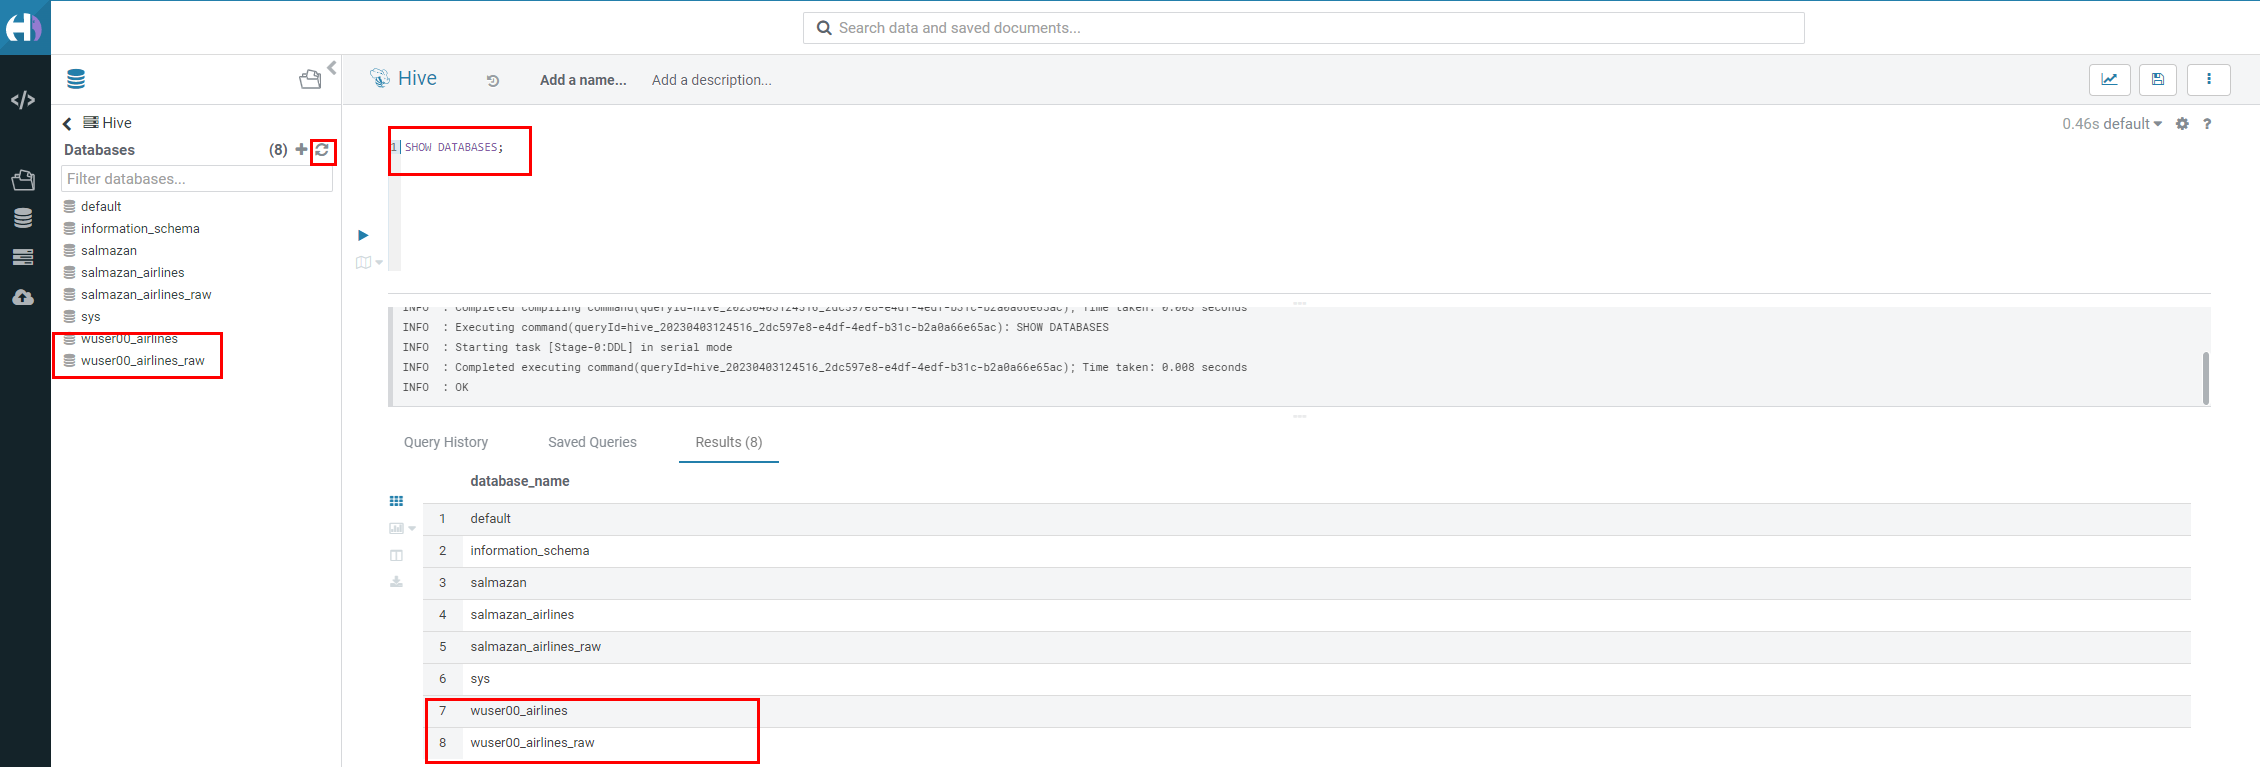 Search data and saved documents...
Hive
Add a name...
Add a description...
Hive
Databases
(8)
Filter databases...
default
information_schema
salmazan
salmazan_airlines
salmazan_airlines_raw
sys
wuser00_airlines
wuser00_airlines_raw
0.46s default
?
1 SHOW DATABASES;
INFO : Completed compiling command(queryId=hive_20230403124516_2dc597e8-e4df-4edf-b31c-b2a0a66e65ac); Time taken: 0.003 seconds
INFO : Executing command(queryId=hive_20230403124516_2dc597e8-e4df-4edf-b31c-b2a0a66e65ac): SHOW DATABASES
INFO : Starting task [Stage-0:DDL] in serial mode
INFO : Completed executing command(queryId=hive_20230403124516_2dc597e8-e4df-4edf-b31c-b2a0a66e65ac); Time taken: 0.008 seconds
INFO : OK
Query History
Saved Queries
Results (8)
database_name
1 default
2 information_schema
3 salmazan
4 salmazan_airlines
5 salmazan_airlines_raw
6 sys
7 wuser00_airlines
8 wuser00_airlines_raw